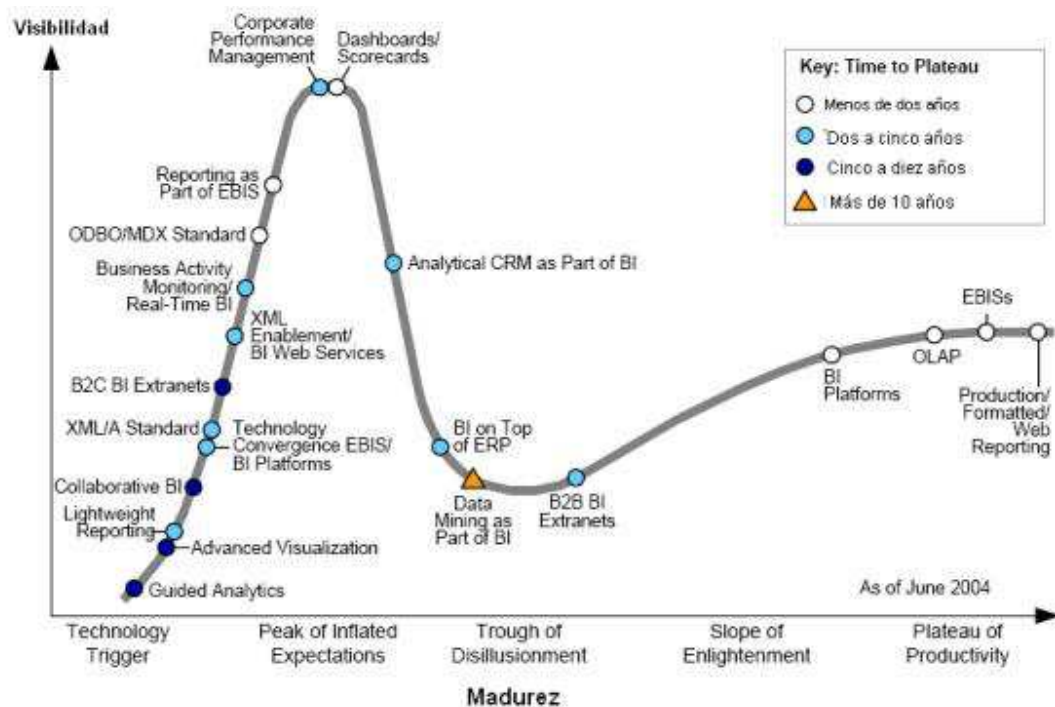 Visibilidad
Corporate
Performance
Management
Dashboards/
Scorecards
Key: Time to Plateau
Menos de dos años
Dos a cinco años
Cinco a diez años
Más de 10 años
Reporting as
Part of EBIS
ODBO/MDX Standard
Business Activity
Monitoring/
Real-Time BI
XML
Enablement/
BI Web Services
B2C BI Extranets
XML/A Standard
Technology
Convergence EBIS/
BI Platforms
Collaborative BI
Lightweight
Reporting
Advanced Visualization
Guided Analytics
Analytical CRM as Part of BI
BI on Top
of ERP
Data
Mining as
Part of BI
B2B BI
Extranets
BI
Platforms
OLAP
EBISs
Production/
Formatted/
Web
Reporting
As of June 2004
Technology
Trigger
Peak of Inflated
Expectations
Trough of
Disillusionment
Slope of
Enlightenment
Plateau of
Productivity
Madurez